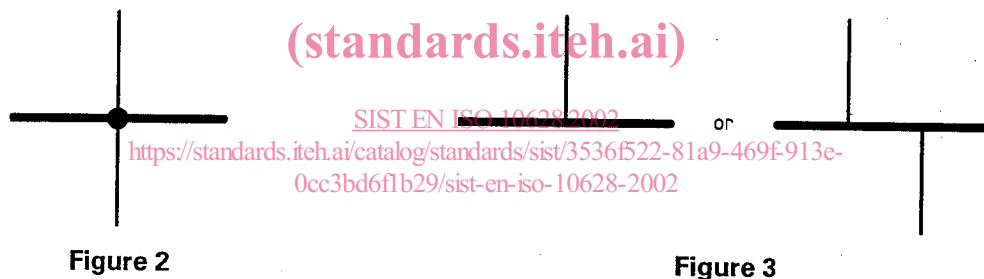 (standards.iteh.ai)
SIST EN ISO 10628:2002
or
https://standards.iteh.ai/catalog/standards/sist/3536f522-81a9-469f-913e-
0cc3bd6f1b29/sist-en-iso-10628-2002
Figure 2
Figure 3